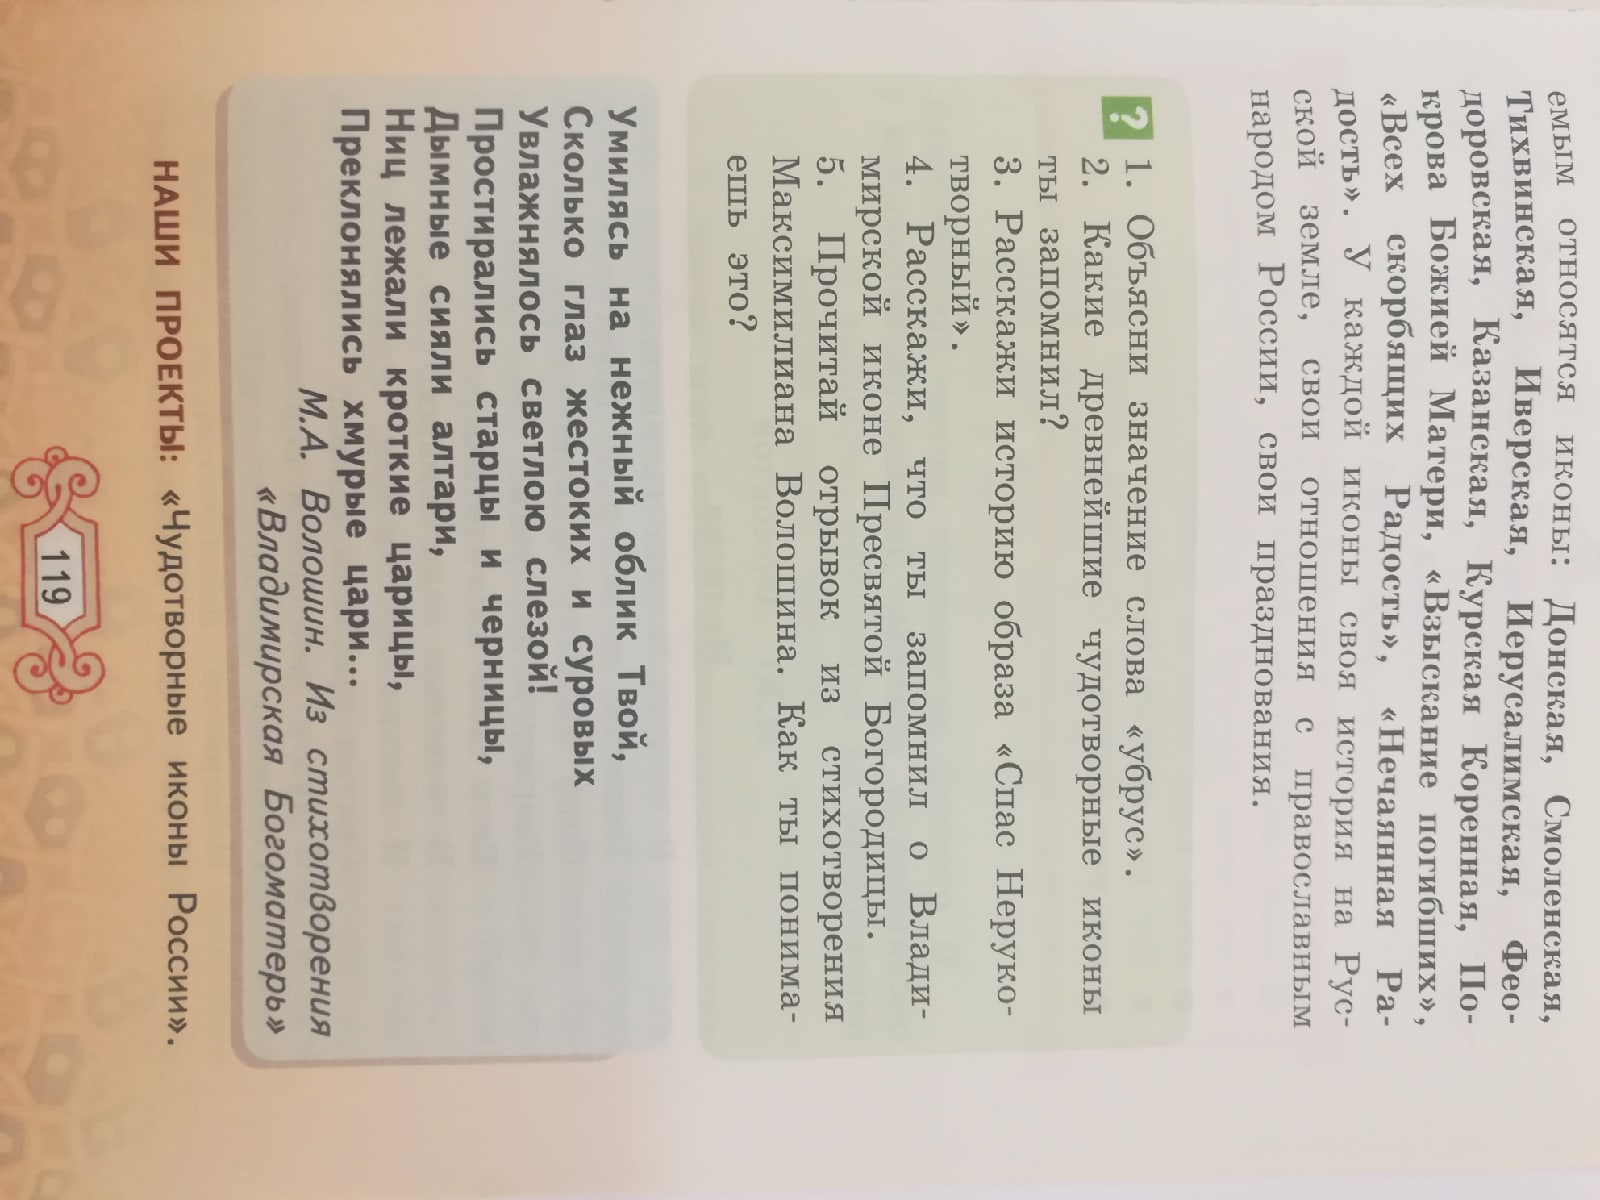 емым относятся иконы: Донская, Смоленская,
Тихвинская, Иверская, Иерусалимская, Фео-
доровская, Казанская, Курская Коренная, По-
крова Божией Матери, «Взыскание погибших»,
«Всех скорбящих Радость», «Нечаянная Ра-
дость». У каждой иконы своя история на Рус-
ской земле, свои отношения с православным
народом России, свои празднования.
?
1. Объясни значение слова «убрус».
2. Какие древнейшие чудотворные иконы
ты запомнил?
3. Расскажи историю образа «Спас Неруко-
творный».
4. Расскажи, что ты запомнил о Влади-
мирской иконе Пресвятой Богородицы.
5. Прочитай отрывок из стихотворения
Максимилиана Волошина. Как ты понима-
ешь это?
Умилясь на нежный облик Твой,
Сколько глаз жестоких и суровых
Увлажнялось светлою слезой!
Простирались старцы и черницы,
Дымные сияли алтари,
Ниц лежали кроткие царицы,
Преклонялись хмурые цари...
М.А. Волошин. Из стихотворения
«Владимирская Богоматерь»
НАШИ ПРОЕКТЫ: «Чудотворные иконы России».
119